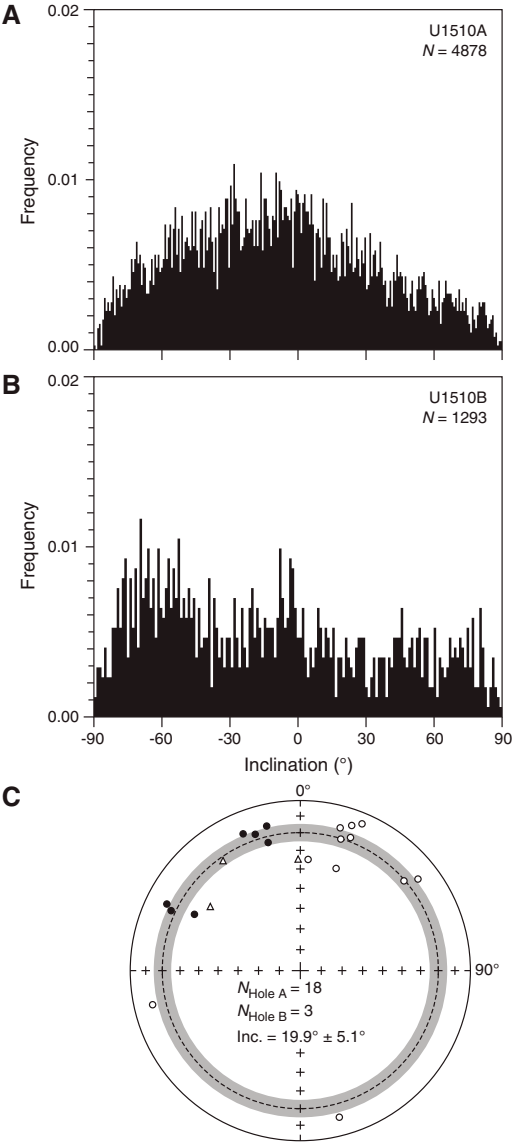 A
0.02
U1510A
N = 4878
Frequency
0.01
0.00
B
0.02
U1510B
N = 1293
Frequency
0.01
0.00
-90 -60 -30 0 30 60 90
Inclination (°)
C
0°
90°
NHole A = 18
NHole B = 3
Inc. = 19.9° ± 5.1°